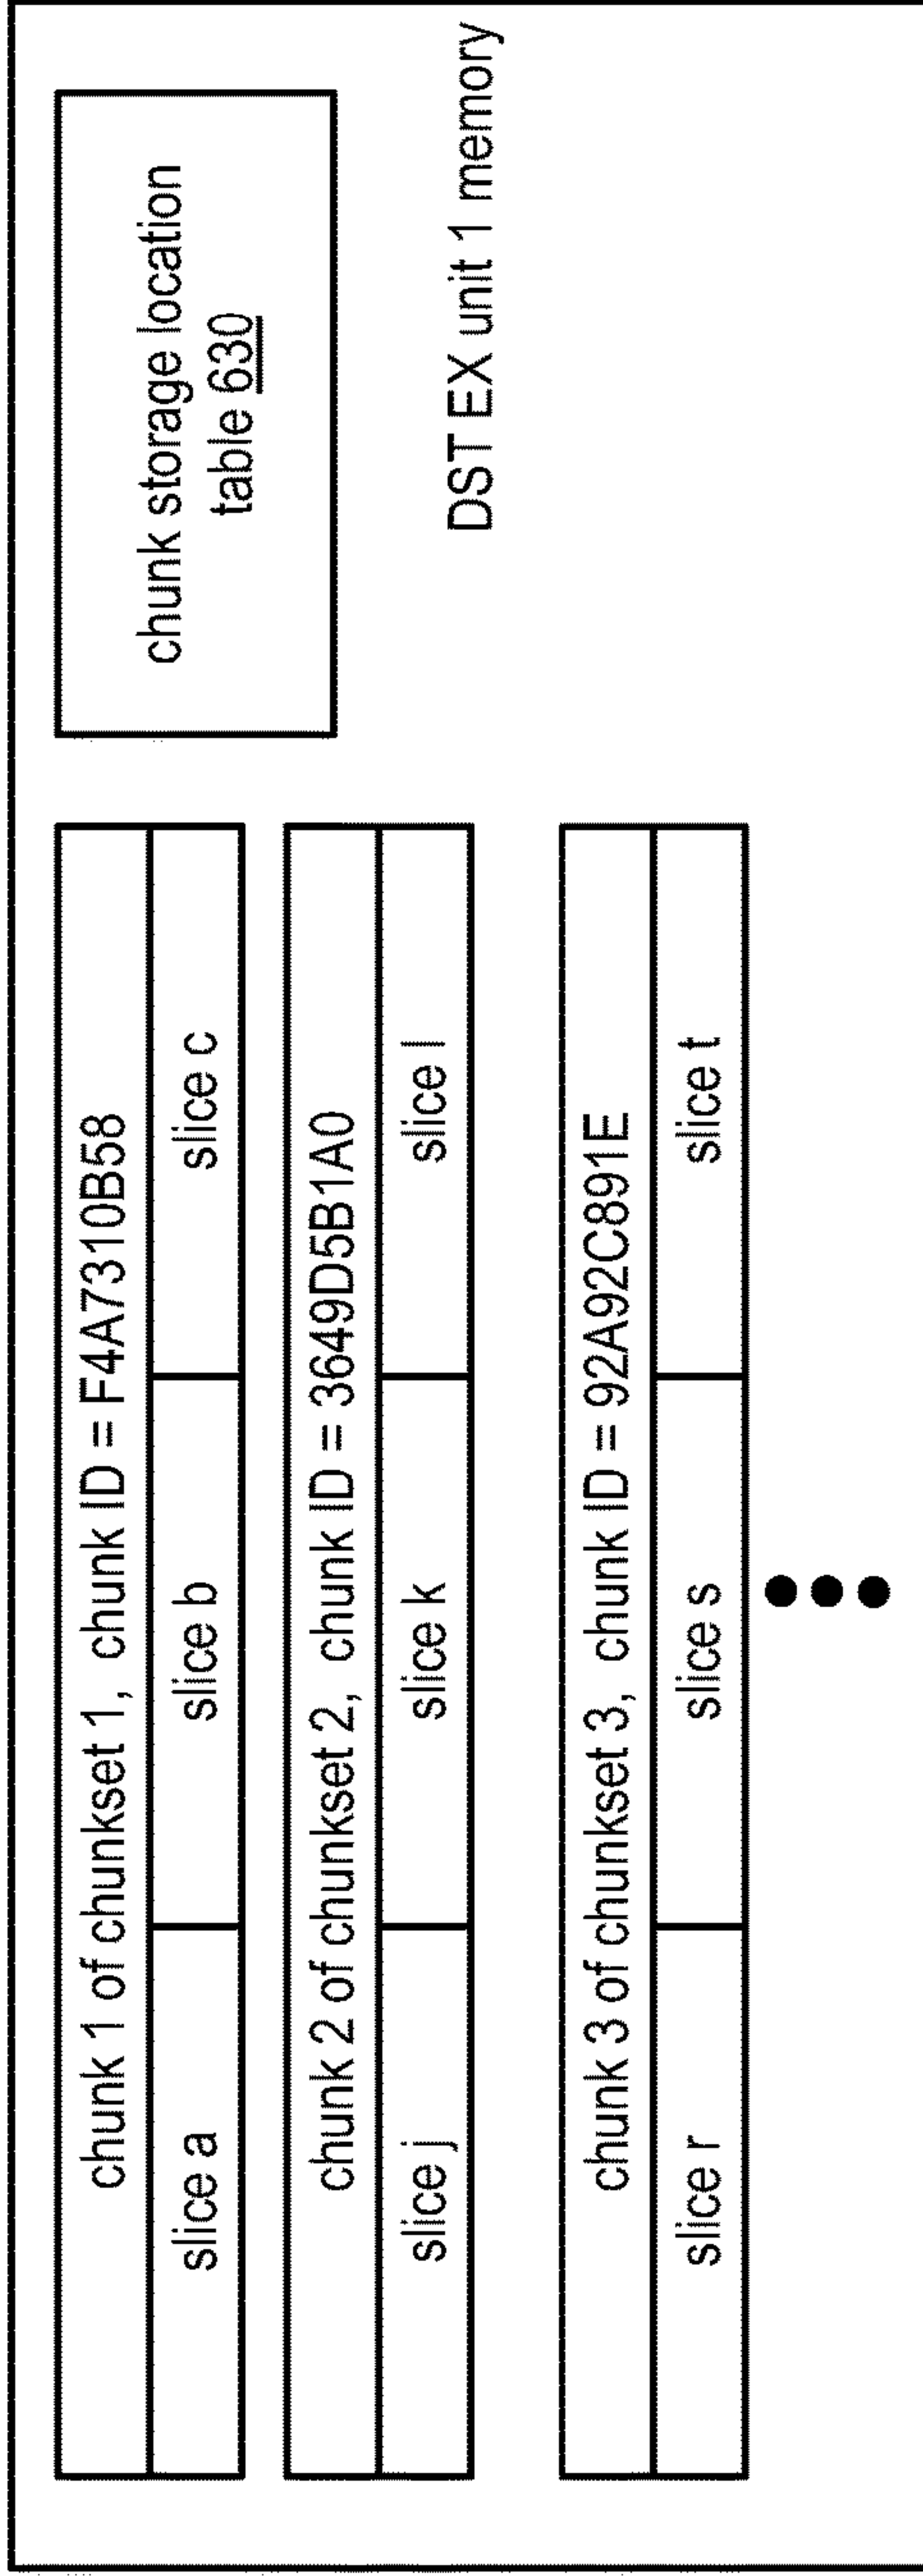 chunk 1 of chunkset 1, chunk ID = F4A7310B58
slice a
slice b
slice c
chunk 2 of chunkset 2, chunk ID = 3649D5B1A0
slice j
slice k
slice l
chunk 3 of chunkset 3, chunk ID = 92A92C891E
slice r
slice s
slice t
chunk storage location
table 630
DST EX unit 1 memory